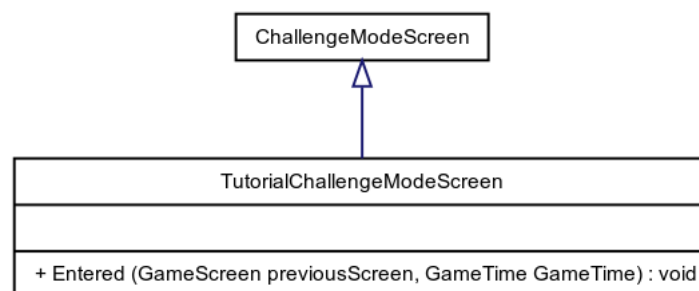 ChallengeModeScreen
TutorialChallengeModeScreen
+ Entered (GameScreen previousScreen, GameTime GameTime) : void